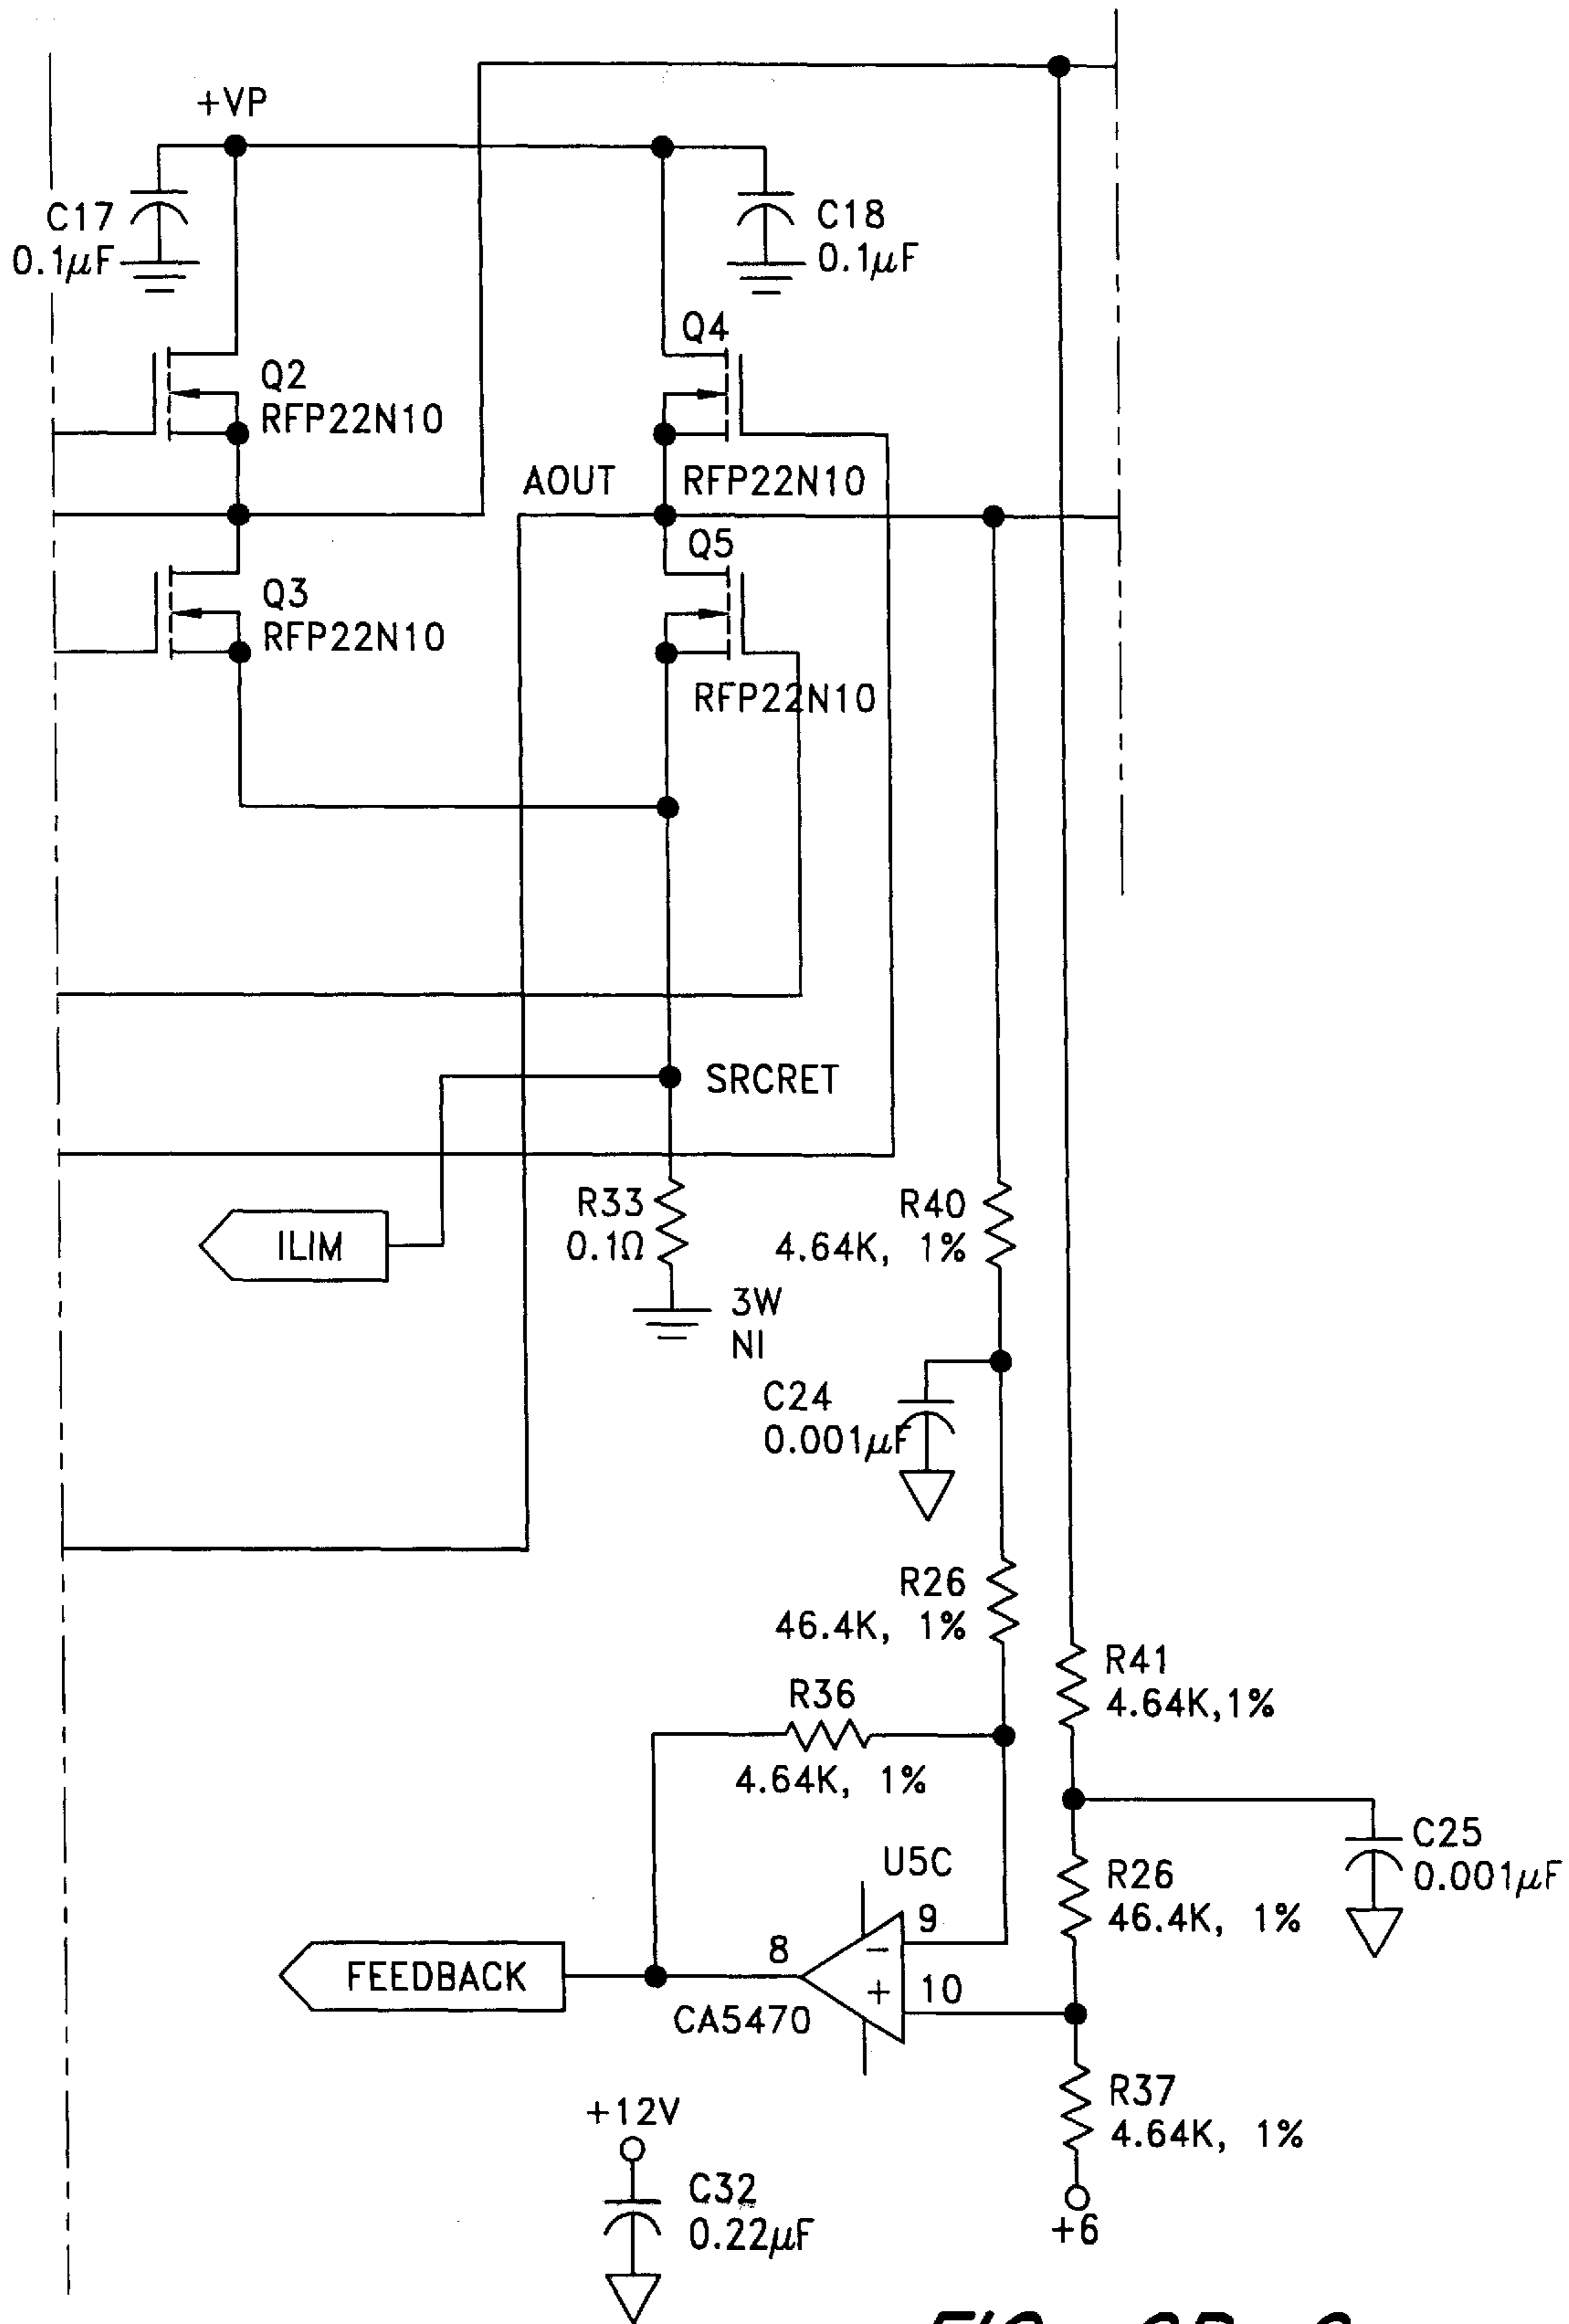 +VP
C17
0.1µF
C18
0.1µF
Q4
Q2
RFP22N10
AOUT
RFP22N10
Q5
Q3
RFP22N10
RFP22N10
SRCRET
R33
0.1Ω
R40
4.64K, 1%
ILIM
3W
NI
C24
0.001µF
R26
46.4K, 1%
R41
4.64K,1%
R36
4.64K, 1%
C25
0.001µF
U5C
R26
46.4K, 1%
9
8
−
FEEDBACK
+
10
CA5470
R37
4.64K, 1%
+12V
C32
0.22µF
+6